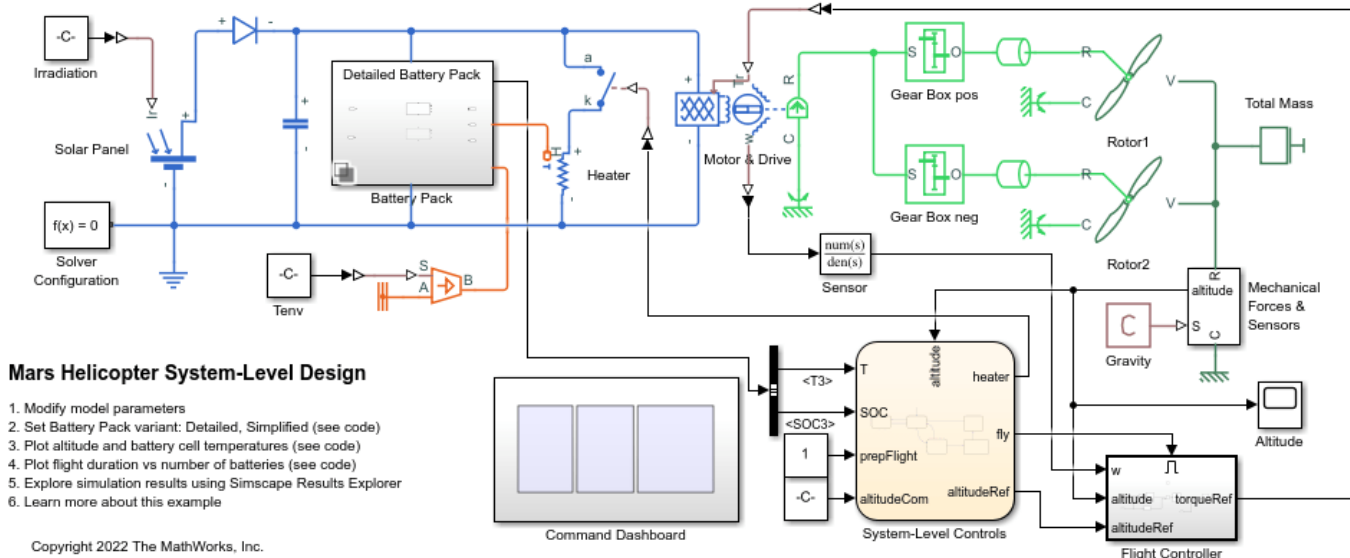 -C-
Irradiation
Ir
+
-
+
-
Solar Panel
+
-
f(x) = 0
Solver
Configuration
Detailed Battery Pack
Battery Pack
a
k
H
+
-
Heater
+
-
Tr
w
Motor & Drive
R
C
S
O
Gear Box pos
S
O
Gear Box neg
R
C
Rotor1
R
C
Rotor2
V
V
Total Mass
-C-
Tenv
S
A
B
num(s)
den(s)
Sensor
R
altitude
S
C
Mechanical
Forces &
Sensors
C
Gravity
Mars Helicopter System-Level Design
1. Modify model parameters
2. Set Battery Pack variant: Detailed, Simplified (see code)
3. Plot altitude and battery cell temperatures (see code)
4. Plot flight duration vs number of batteries (see code)
5. Explore simulation results using Simscape Results Explorer
6. Learn more about this example
Copyright 2022 The MathWorks, Inc.
Command Dashboard
<T3>
<SOC3>
1
-C-
altitude
T
SOC
prepFlight
altitudeCom
heater
fly
altitudeRef
System-Level Controls
Altitude
w
altitude
altitudeRef
torqueRef
Flight Controller